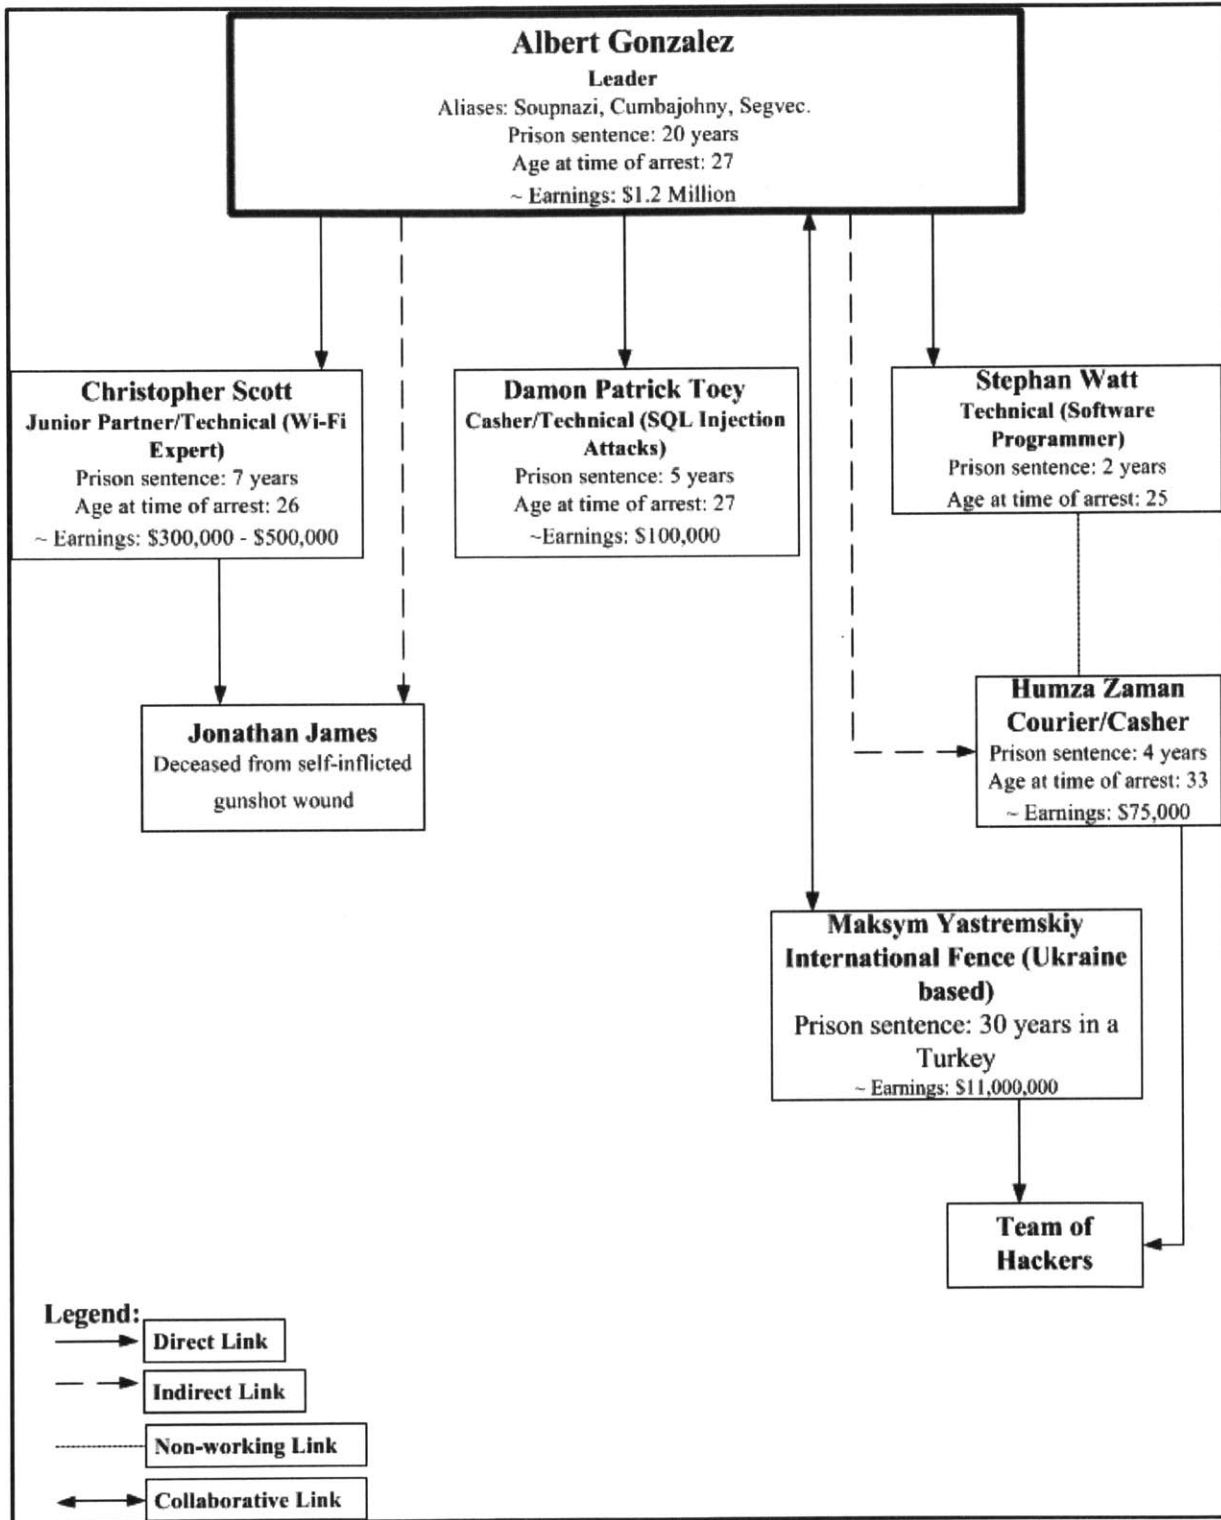 Albert Gonzalez
Leader
Aliases: Soupnazi, Cumbajohny, Segvec.
Prison sentence: 20 years
Age at time of arrest: 27
~ Earnings: $1.2 Million
Christopher Scott
Junior Partner/Technical (Wi-Fi
Expert)
Prison sentence: 7 years
Age at time of arrest: 26
~ Earnings: $300,000 - $500,000
Damon Patrick Toey
Casher/Technical (SQL Injection
Attacks)
Prison sentence: 5 years
Age at time of arrest: 27
~Earnings: $100,000
Stephan Watt
Technical (Software
Programmer)
Prison sentence: 2 years
Age at time of arrest: 25
Jonathan James
Deceased from self-inflicted
gunshot wound
Humza Zaman
Courier/Casher
Prison sentence: 4 years
Age at time of arrest: 33
~ Earnings: $75,000
Maksym Yastremskiy
International Fence (Ukraine
based)
Prison sentence: 30 years in a
Turkey
~ Earnings: $11,000,000
Team of
Hackers
Legend:
Direct Link
Indirect Link
Non-working Link
Collaborative Link